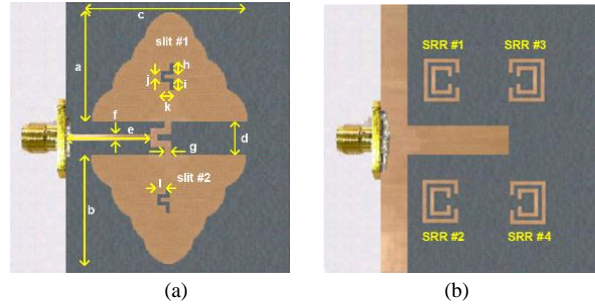 c
slit #1
a
h
j
i
k
f
e
d
g
b
l
slit #2
SRR #1
SRR #3
SRR #2
SRR #4
(a)
(b)